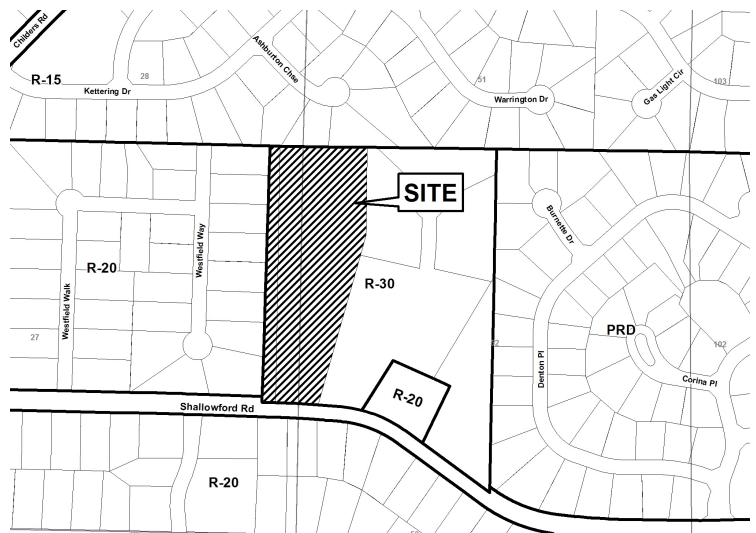 Childers Rd
R-15
28
Kettering Dr
Ashburton Chse
51
Warrington Dr
Gas Light Cir
103
SITE
Westfield Way
Burnette Dr
R-20
R-30
Westfield Walk
27
PRD
102
Denton Pl
Corina Pl
R-20
Shallowford Rd
R-20